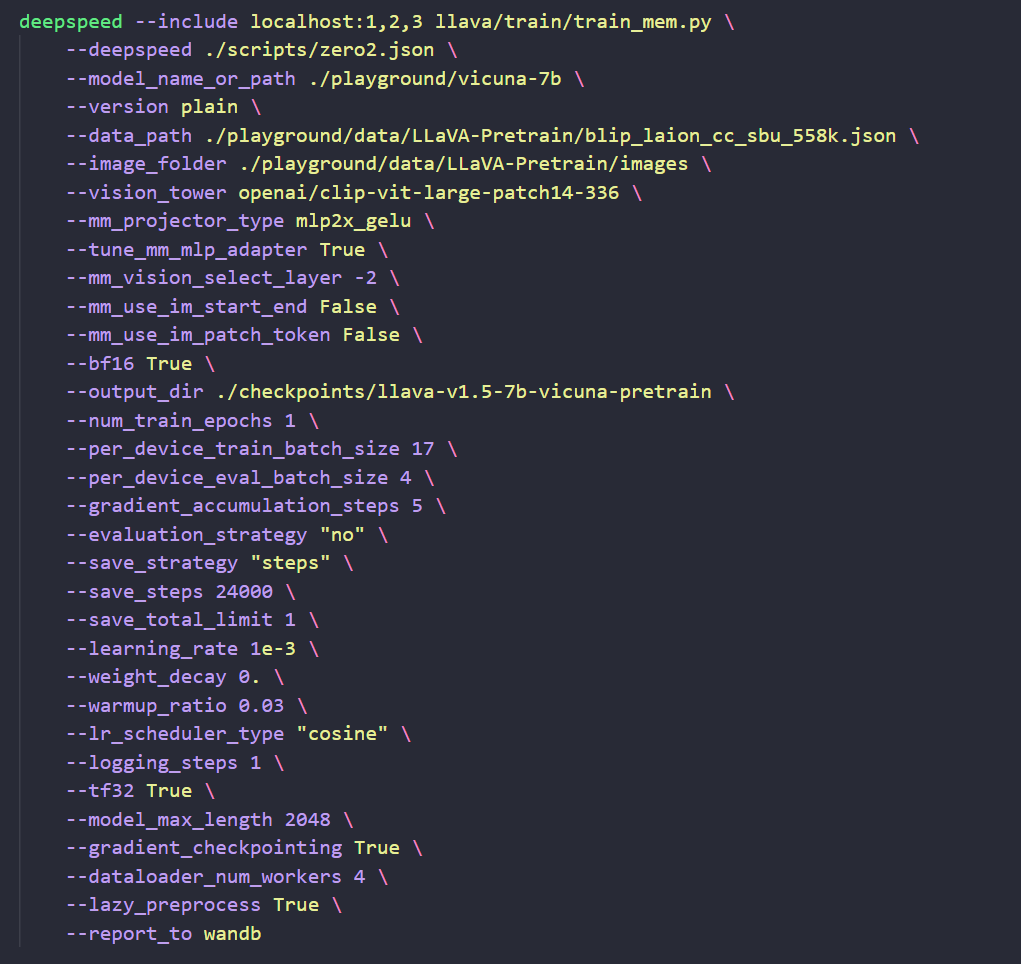 deepspeed --include localhost:1,2,3 llava/train/train_mem.py \
--deepspeed ./scripts/zero2.json \
--model_name_or_path ./playground/vicuna-7b \
--version plain \
--data_path ./playground/data/LLaVA-Pretrain/blip_laion_cc_sbu_558k.json \
--image_folder ./playground/data/LLaVA-Pretrain/images \
--vision_tower openai/clip-vit-large-patch14-336 \
--mm_projector_type mlp2x_gelu \
--tune_mm_mlp_adapter True \
--mm_vision_select_layer -2 \
--mm_use_im_start_end False \
--mm_use_im_patch_token False \
--bf16 True \
--output_dir ./checkpoints/llava-v1.5-7b-vicuna-pretrain \
--num_train_epochs 1 \
--per_device_train_batch_size 17 \
--per_device_eval_batch_size 4 \
--gradient_accumulation_steps 5 \
--evaluation_strategy "no" \
--save_strategy "steps" \
--save_steps 24000 \
--save_total_limit 1 \
--learning_rate 1e-3 \
--weight_decay 0. \
--warmup_ratio 0.03 \
--lr_scheduler_type "cosine" \
--logging_steps 1 \
--tf32 True \
--model_max_length 2048 \
--gradient_checkpointing True \
--dataloader_num_workers 4 \
--lazy_preprocess True \
--report_to wandb